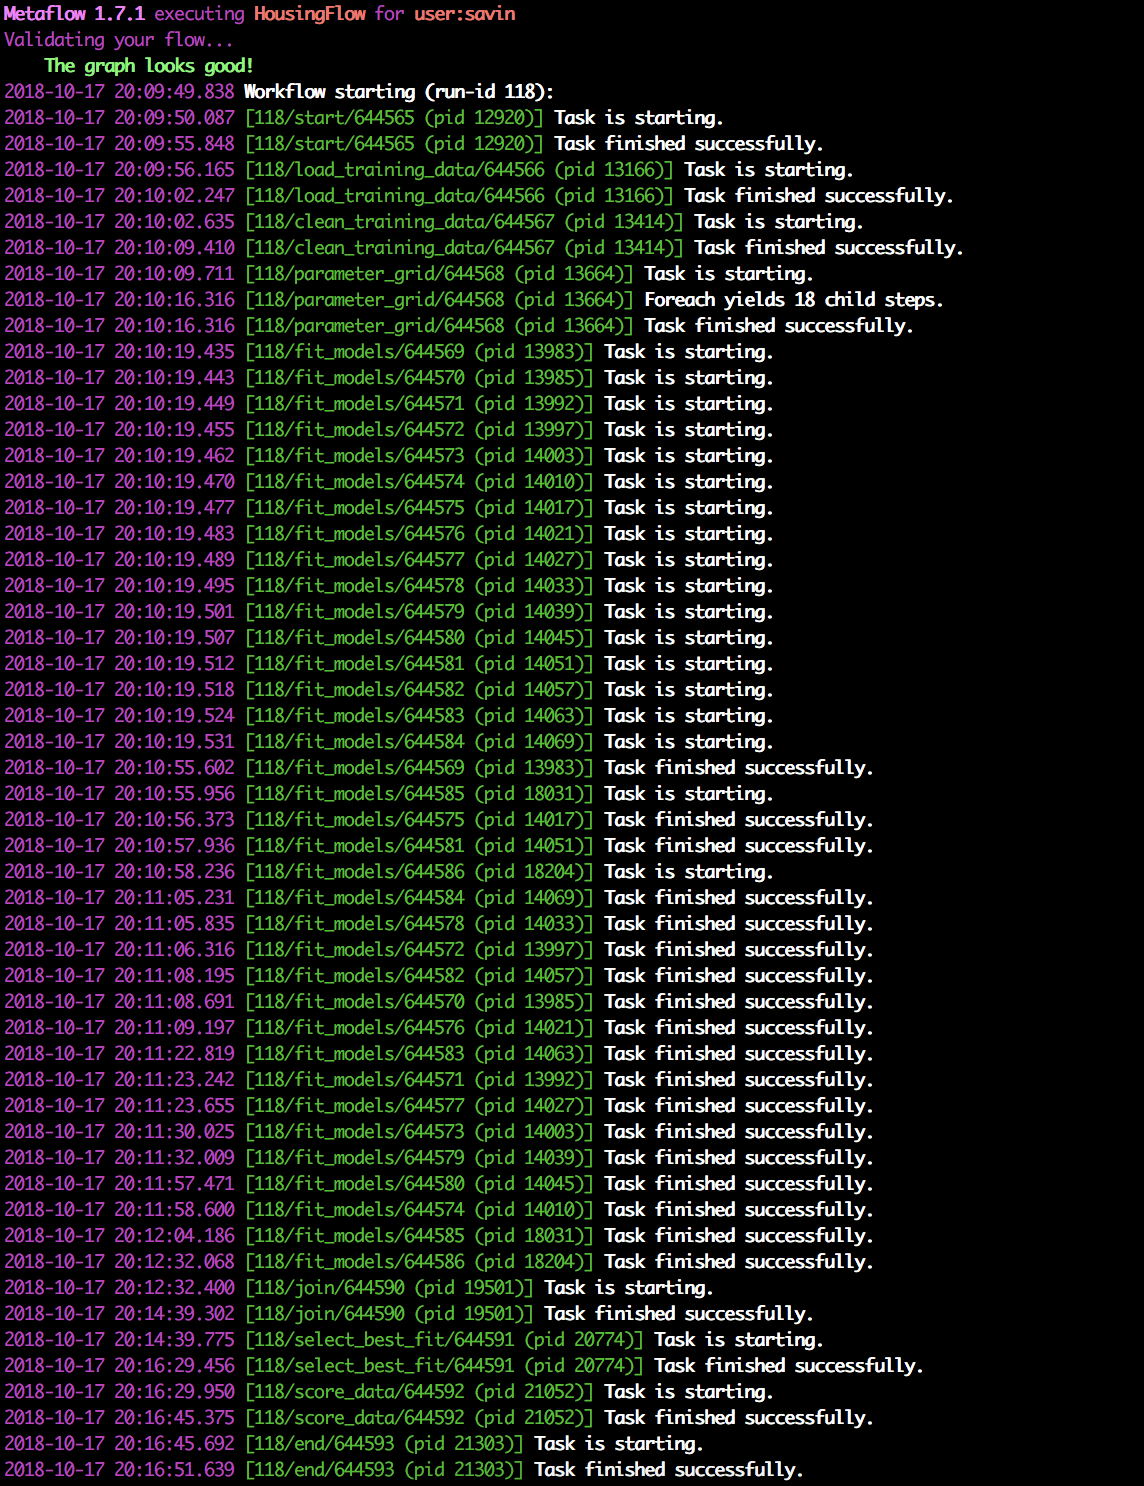 Metaflow 1.7.1 executing HousingFlow for user:savin
Validating your flow...
The graph looks good!
2018-10-17 20:09:49.838 Workflow starting (run-id 118):
2018-10-17 20:09:50.087 [118/start/644565 (pid 12920)] Task is starting.
2018-10-17 20:09:55.848 [118/start/644565 (pid 12920)] Task finished successfully.
2018-10-17 20:09:56.165 [118/load_training_data/644566 (pid 13166)] Task is starting.
2018-10-17 20:10:02.247 [118/load_training_data/644566 (pid 13166)] Task finished successfully.
2018-10-17 20:10:02.635 [118/clean_training_data/644567 (pid 13414)] Task is starting.
2018-10-17 20:10:09.410 [118/clean_training_data/644567 (pid 13414)] Task finished successfully.
2018-10-17 20:10:09.711 [118/parameter_grid/644568 (pid 13664)] Task is starting.
2018-10-17 20:10:16.316 [118/parameter_grid/644568 (pid 13664)] Foreach yields 18 child steps.
2018-10-17 20:10:16.316 [118/parameter_grid/644568 (pid 13664)] Task finished successfully.
2018-10-17 20:10:19.435 [118/fit_models/644569 (pid 13983)] Task is starting.
2018-10-17 20:10:19.443 [118/fit_models/644570 (pid 13985)] Task is starting.
2018-10-17 20:10:19.449 [118/fit_models/644571 (pid 13992)] Task is starting.
2018-10-17 20:10:19.455 [118/fit_models/644572 (pid 13997)] Task is starting.
2018-10-17 20:10:19.462 [118/fit_models/644573 (pid 14003)] Task is starting.
2018-10-17 20:10:19.470 [118/fit_models/644574 (pid 14010)] Task is starting.
2018-10-17 20:10:19.477 [118/fit_models/644575 (pid 14017)] Task is starting.
2018-10-17 20:10:19.483 [118/fit_models/644576 (pid 14021)] Task is starting.
2018-10-17 20:10:19.489 [118/fit_models/644577 (pid 14027)] Task is starting.
2018-10-17 20:10:19.495 [118/fit_models/644578 (pid 14033)] Task is starting.
2018-10-17 20:10:19.501 [118/fit_models/644579 (pid 14039)] Task is starting.
2018-10-17 20:10:19.507 [118/fit_models/644580 (pid 14045)] Task is starting.
2018-10-17 20:10:19.512 [118/fit_models/644581 (pid 14051)] Task is starting.
2018-10-17 20:10:19.518 [118/fit_models/644582 (pid 14057)] Task is starting.
2018-10-17 20:10:19.524 [118/fit_models/644583 (pid 14063)] Task is starting.
2018-10-17 20:10:19.531 [118/fit_models/644584 (pid 14069)] Task is starting.
2018-10-17 20:10:55.602 [118/fit_models/644569 (pid 13983)] Task finished successfully.
2018-10-17 20:10:55.956 [118/fit_models/644585 (pid 18031)] Task is starting.
2018-10-17 20:10:56.373 [118/fit_models/644575 (pid 14017)] Task finished successfully.
2018-10-17 20:10:57.936 [118/fit_models/644581 (pid 14051)] Task finished successfully.
2018-10-17 20:10:58.236 [118/fit_models/644586 (pid 18204)] Task is starting.
2018-10-17 20:11:05.231 [118/fit_models/644584 (pid 14069)] Task finished successfully.
2018-10-17 20:11:05.835 [118/fit_models/644578 (pid 14033)] Task finished successfully.
2018-10-17 20:11:06.316 [118/fit_models/644572 (pid 13997)] Task finished successfully.
2018-10-17 20:11:08.195 [118/fit_models/644582 (pid 14057)] Task finished successfully.
2018-10-17 20:11:08.691 [118/fit_models/644570 (pid 13985)] Task finished successfully.
2018-10-17 20:11:09.197 [118/fit_models/644576 (pid 14021)] Task finished successfully.
2018-10-17 20:11:22.819 [118/fit_models/644583 (pid 14063)] Task finished successfully.
2018-10-17 20:11:23.242 [118/fit_models/644571 (pid 13992)] Task finished successfully.
2018-10-17 20:11:23.655 [118/fit_models/644577 (pid 14027)] Task finished successfully.
2018-10-17 20:11:30.025 [118/fit_models/644573 (pid 14003)] Task finished successfully.
2018-10-17 20:11:32.009 [118/fit_models/644579 (pid 14039)] Task finished successfully.
2018-10-17 20:11:57.471 [118/fit_models/644580 (pid 14045)] Task finished successfully.
2018-10-17 20:11:58.600 [118/fit_models/644574 (pid 14010)] Task finished successfully.
2018-10-17 20:12:04.186 [118/fit_models/644585 (pid 18031)] Task finished successfully.
2018-10-17 20:12:32.068 [118/fit_models/644586 (pid 18204)] Task finished successfully.
2018-10-17 20:12:32.400 [118/join/644590 (pid 19501)] Task is starting.
2018-10-17 20:14:39.302 [118/join/644590 (pid 19501)] Task finished successfully.
2018-10-17 20:14:39.775 [118/select_best_fit/644591 (pid 20774)] Task is starting.
2018-10-17 20:16:29.456 [118/select_best_fit/644591 (pid 20774)] Task finished successfully.
2018-10-17 20:16:29.950 [118/score_data/644592 (pid 21052)] Task is starting.
2018-10-17 20:16:45.375 [118/score_data/644592 (pid 21052)] Task finished successfully.
2018-10-17 20:16:45.692 [118/end/644593 (pid 21303)] Task is starting.
2018-10-17 20:16:51.639 [118/end/644593 (pid 21303)] Task finished successfully.